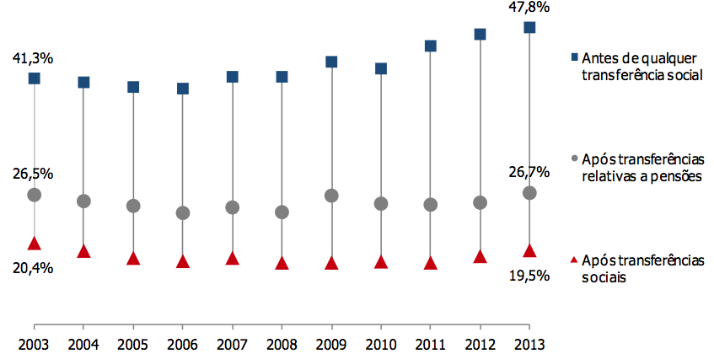 47,8%
41,3%
Antes de qualquer
transferência social
26,5%
26,7%
Após transferências
relativas a pensões
20,4%
19,5%
Após transferências
sociais
2003 2004 2005 2006 2007 2008 2009 2010 2011 2012 2013